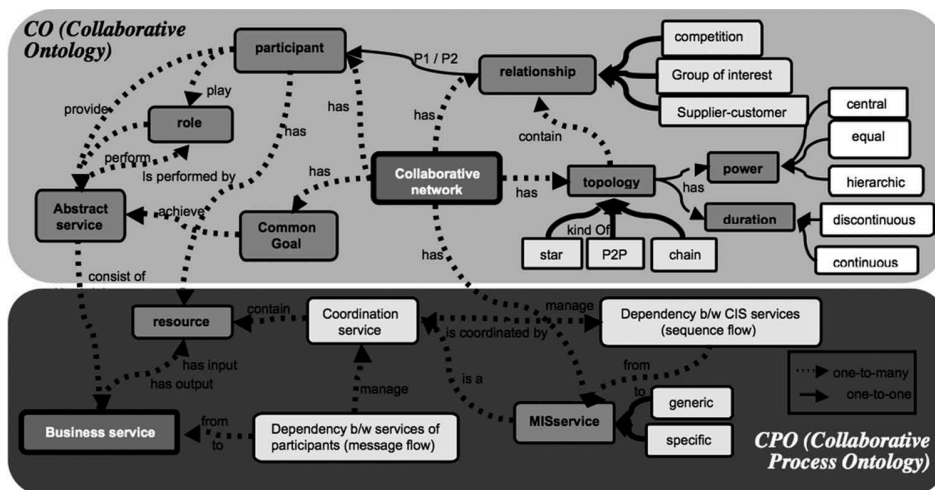 CO (Collaborative
Ontology)
participant
P1 / P2
relationship
competition
Group of interest
Supplier-customer
provide
play
role
has
has
has
contain
central
equal
hierarchic
perform
Is performed by
Collaborative
network
has
topology
has
power
duration
discontinuous
continuous
Abstract
service
achieve
has
Common
Goal
kind Of
star
P2P
chain
has
consist of
resource
contain
Coordination
service
manage
is coordinated by
Dependency b/w CIS services
(sequence flow)
has input
has output
manage
is a
from
to
one-to-many
one-to-one
Business service
from
to
Dependency b/w services of
participants (message flow)
MISservice
generic
specific
CPO (Collaborative
Process Ontology)